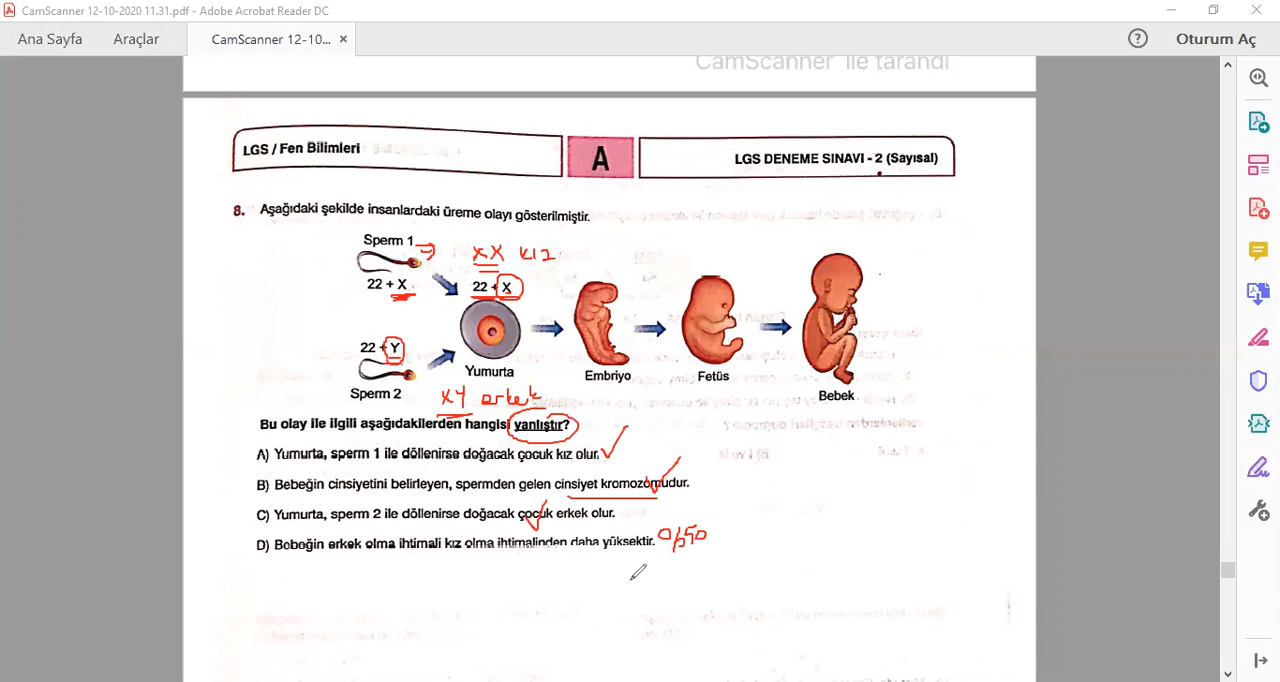 CamScanner 12-10-2020 11.31.pdf - Adobe Acrobat Reader DC
Ana Sayfa Araçlar CamScanner 12-10... × ? Oturum Aç
CamScanner ile tarandı
LGS / Fen Bilimleri
A
LGS DENEME SINAVI - 2 (Sayısal)
8. Aşağıdaki şekilde insanlardaki üreme olayı gösterilmiştir.
Sperm 1
XX kız
22 + X
22 + X
22 + Y
Yumurta
Embriyo
Fetüs
Bebek
Sperm 2
XY erkek
Bu olay ile ilgili aşağıdakilerden hangisi yanlıştır?
A) Yumurta, sperm 1 ile döllenirse doğacak çocuk kız olur.
B) Bebeğin cinsiyetini belirleyen, spermden gelen cinsiyet kromozomudur.
C) Yumurta, sperm 2 ile döllenirse doğacak çocuk erkek olur.
D) Bebeğin erkek olma ihtimali kız olma ihtimalinden daha yüksektir. %50